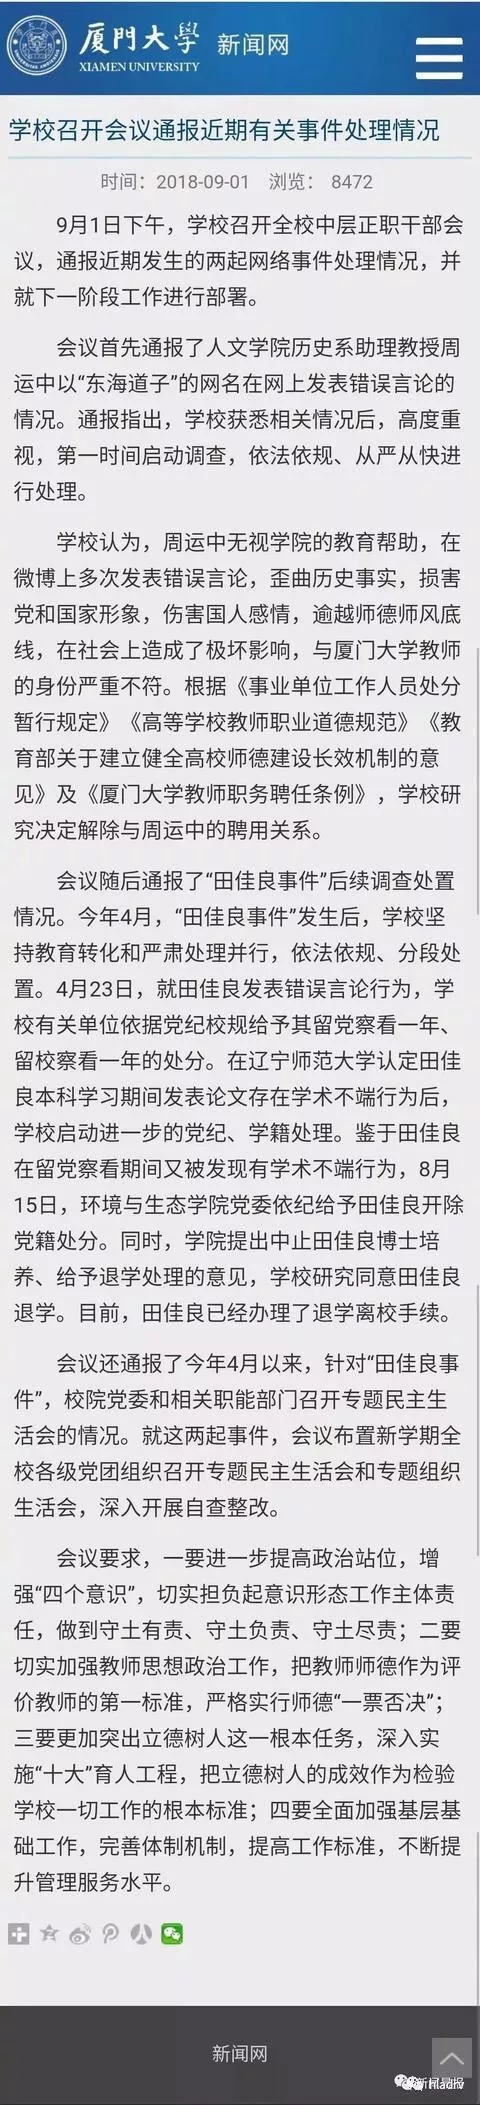 厦門大學
XIAMEN UNIVERSITY
新闻网
学校召开会议通报近期有关事件处理情况
时间：2018-09-01 浏览： 8472
9月1日下午，学校召开全校中层正职干部会
议，通报近期发生的两起网络事件处理情况，并
就下一阶段工作进行部署。
会议首先通报了人文学院历史系助理教授周
运中以“东海道子”的网名在网上发表错误言论的
情况。通报指出，学校获悉相关情况后，高度重
视，第一时间启动调查，依法依规、从严从快进
行处理。
学校认为，周运中无视学院的教育帮助，在
微博上多次发表错误言论，歪曲历史事实，损害
党和国家形象，伤害国人感情，逾越师德师风底
线，在社会上造成了极坏影响，与厦门大学教师
的身份严重不符。根据《事业单位工作人员处分
暂行规定》《高等学校教师职业道德规范》《教
育部关于建立健全高校师德建设长效机制的意
见》及《厦门大学教师职务聘任条例》，学校研
究决定解除与周运中的聘用关系。
会议随后通报了“田佳良事件”后续调查处置
情况。今年4月，“田佳良事件”发生后，学校坚
持教育转化和严肃处理并行，依法依规、分段处
置。4月23日，就田佳良发表错误言论行为，学
校有关单位依据党纪校规给予其留党察看一年、
留校察看一年的处分。在辽宁师范大学认定田佳
良本科学习期间发表论文存在学术不端行为后，
学校启动进一步的党纪、学籍处理。鉴于田佳良
在留党察看期间又被发现有学术不端行为，8月
15日，环境与生态学院党委依纪给予田佳良开除
党籍处分。同时，学院提出中止田佳良博士培
养、给予退学处理的意见，学校研究同意田佳良
退学。目前，田佳良已经办理了退学离校手续。
会议还通报了今年4月以来，针对“田佳良事
件”，校院党委和相关职能部门召开专题民主生
活会的情况。就这两起事件，会议布置新学期全
校各级党团组织召开专题民主生活会和专题组织
生活会，深入开展自查整改。
会议要求，一要进一步提高政治站位，增
强“四个意识”，切实担负起意识形态工作主体责
任，做到守土有责、守土负责、守土尽责；二要
切实加强教师思想政治工作，把教师师德作为评
价教师的第一标准，严格实行师德“一票否决”；
三要更加突出立德树人这一根本任务，深入实
施“十大”育人工程，把立德树人的成效作为检验
学校一切工作的根本标准；四要全面加强基层基
础工作，完善体制机制，提高工作标准，不断提
升管理服务水平。
新闻网